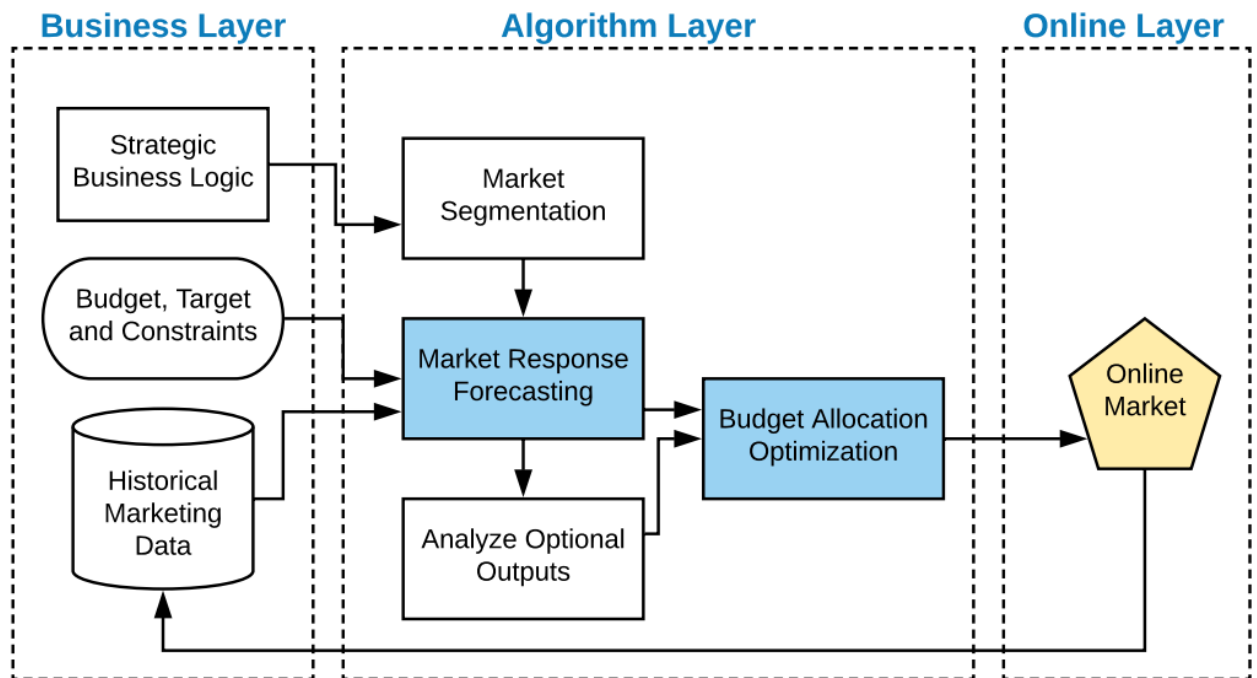 Business Layer
Algorithm Layer
Online Layer
Strategic
Business Logic
Market
Segmentation
Budget, Target
and Constraints
Market Response
Forecasting
Online
Market
Budget Allocation
Optimization
Historical
Marketing
Data
Analyze Optional
Outputs